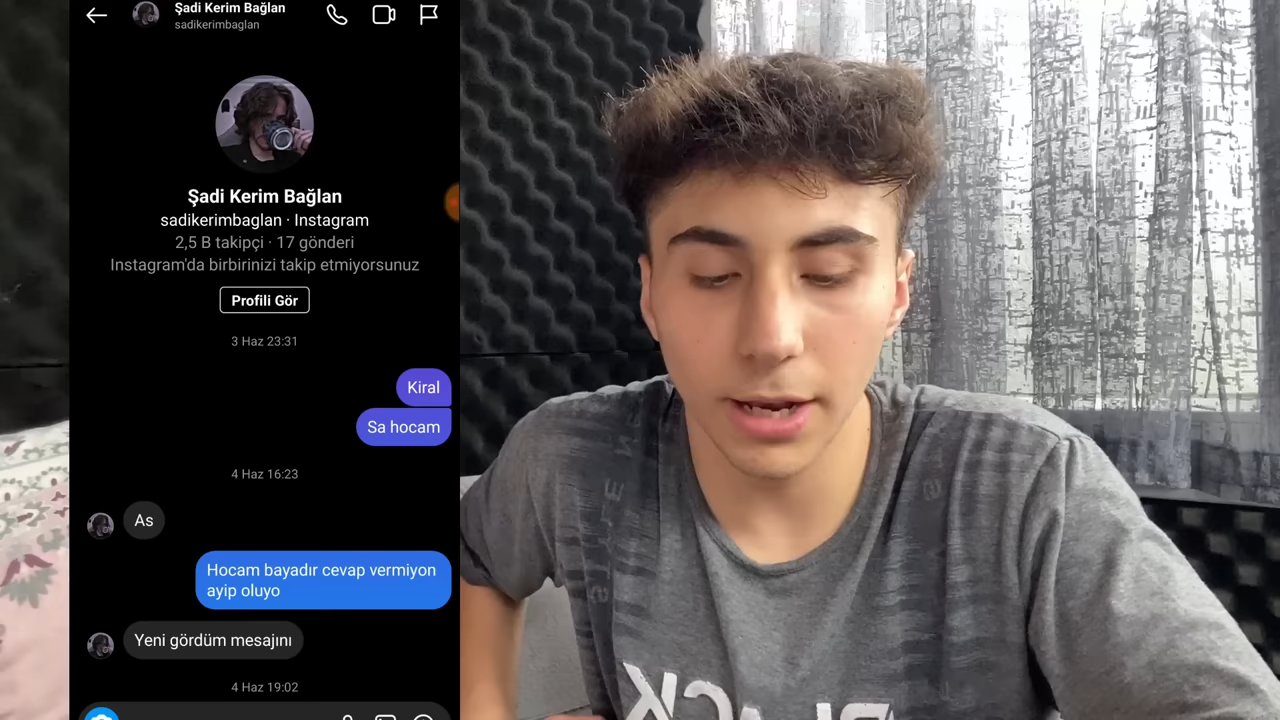 Şadi Kerim Bağlan
sadikerimbaglan
Şadi Kerim Bağlan
sadikerimbaglan · Instagram
2,5 B takipçi · 17 gönderi
Instagram'da birbirinizi takip etmiyorsunuz
Profili Gör
3 Haz 23:31
Kiral
Sa hocam
4 Haz 16:23
As
Hocam bayadır cevap vermiyon
ayip oluyo
Yeni gördüm mesajını
4 Haz 19:02
BLACK